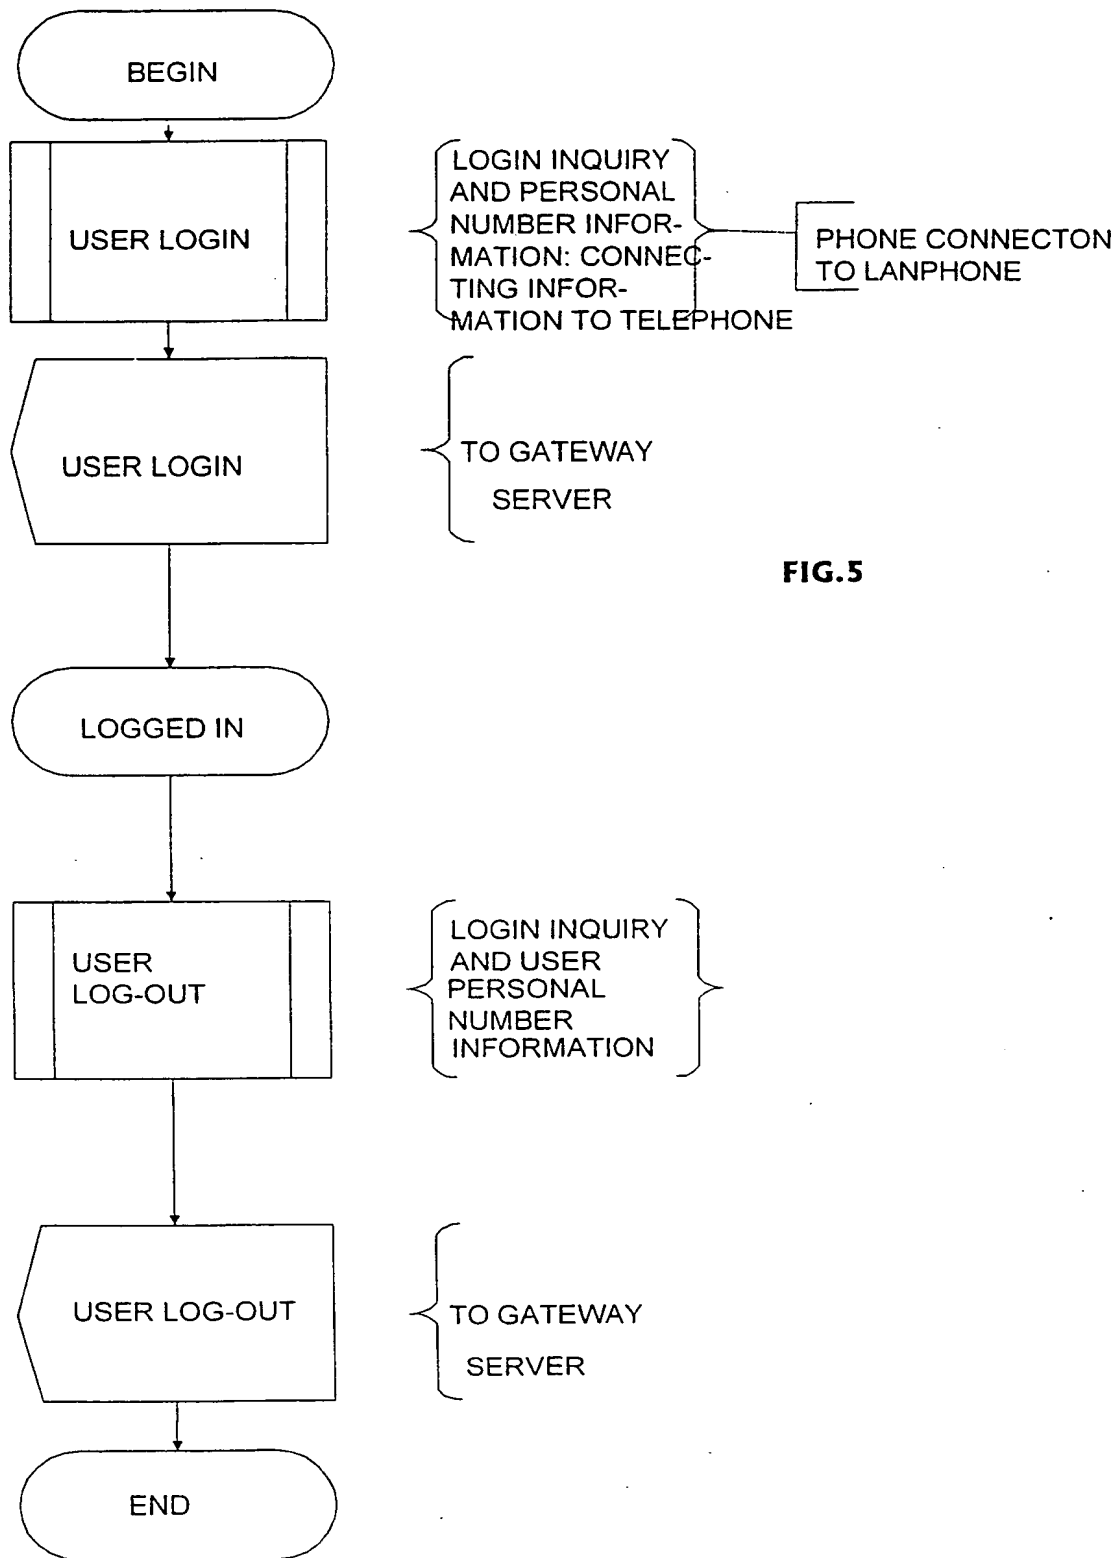 BEGIN
USER LOGIN
LOGIN INQUIRY
AND PERSONAL
NUMBER INFOR-
MATION: CONNEC-
TING INFOR-
MATION TO TELEPHONE
PHONE CONNECTON
TO LANPHONE
USER LOGIN
TO GATEWAY
SERVER
FIG.5
LOGGED IN
USER
LOG-OUT
LOGIN INQUIRY
AND USER
PERSONAL
NUMBER
INFORMATION
USER LOG-OUT
TO GATEWAY
SERVER
END